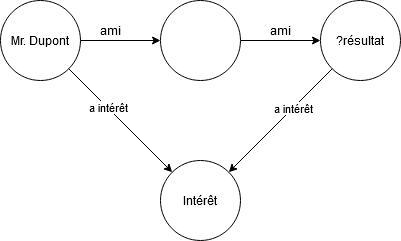 ami
ami
Mr. Dupont
?résultat
a intérêt
a intérêt
Intérêt